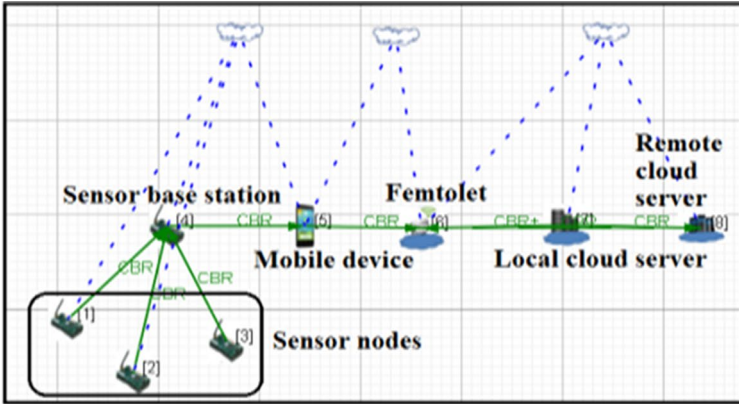 Remote
cloud
server
Sensor base station
Femtolet
[4]
CBR
[5]
CBR
[6]
CBR+
[7]
CBR
[8]
Mobile device
Local cloud server
CBR
CBR
CBR
[1]
[3]
Sensor nodes
[2]